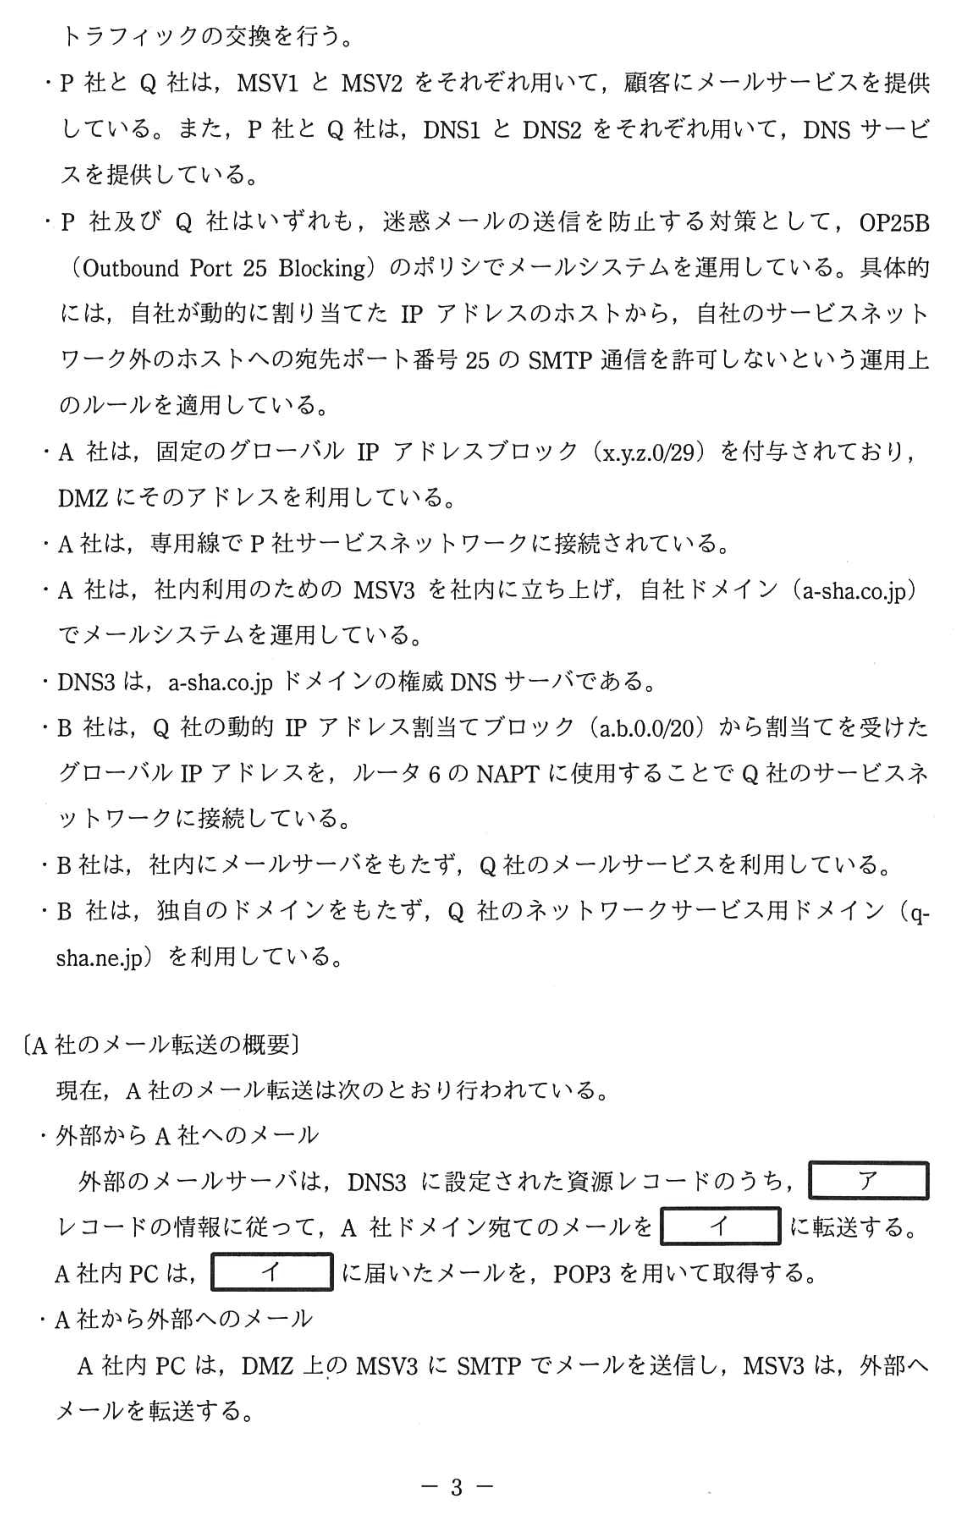 トラフィックの交換を行う。
・P 社と Q 社は，MSV1 と MSV2 をそれぞれ用いて，顧客にメールサービスを提供
している。また，P 社と Q 社は，DNS1 と DNS2 をそれぞれ用いて，DNS サービ
スを提供している。
・P 社及び Q 社はいずれも，迷惑メールの送信を防止する対策として，OP25B
（Outbound Port 25 Blocking）のポリシでメールシステムを運用している。具体的
には，自社が動的に割り当てた IP アドレスのホストから，自社のサービスネット
ワーク外のホストへの宛先ポート番号 25 の SMTP 通信を許可しないという運用上
のルールを適用している。
・A 社は，固定のグローバル IP アドレスブロック（x.y.z.0/29）を付与されており，
DMZ にそのアドレスを利用している。
・A 社は，専用線で P 社サービスネットワークに接続されている。
・A 社は，社内利用のための MSV3 を社内に立ち上げ，自社ドメイン（a-sha.co.jp）
でメールシステムを運用している。
・DNS3 は，a-sha.co.jp ドメインの権威 DNS サーバである。
・B 社は，Q 社の動的 IP アドレス割当てブロック（a.b.0.0/20）から割当てを受けた
グローバル IP アドレスを，ルータ 6 の NAPT に使用することで Q 社のサービスネ
ットワークに接続している。
・B 社は，社内にメールサーバをもたず，Q 社のメールサービスを利用している。
・B 社は，独自のドメインをもたず，Q 社のネットワークサービス用ドメイン（q-
sha.ne.jp）を利用している。
〔A 社のメール転送の概要〕
現在，A 社のメール転送は次のとおり行われている。
・外部から A 社へのメール
外部のメールサーバは，DNS3 に設定された資源レコードのうち， ア
レコードの情報に従って，A 社ドメイン宛てのメールを イ に転送する。
A 社内 PC は， イ に届いたメールを，POP3 を用いて取得する。
・A 社から外部へのメール
A 社内 PC は，DMZ 上の MSV3 に SMTP でメールを送信し，MSV3 は，外部へ
メールを転送する。
－ 3 －